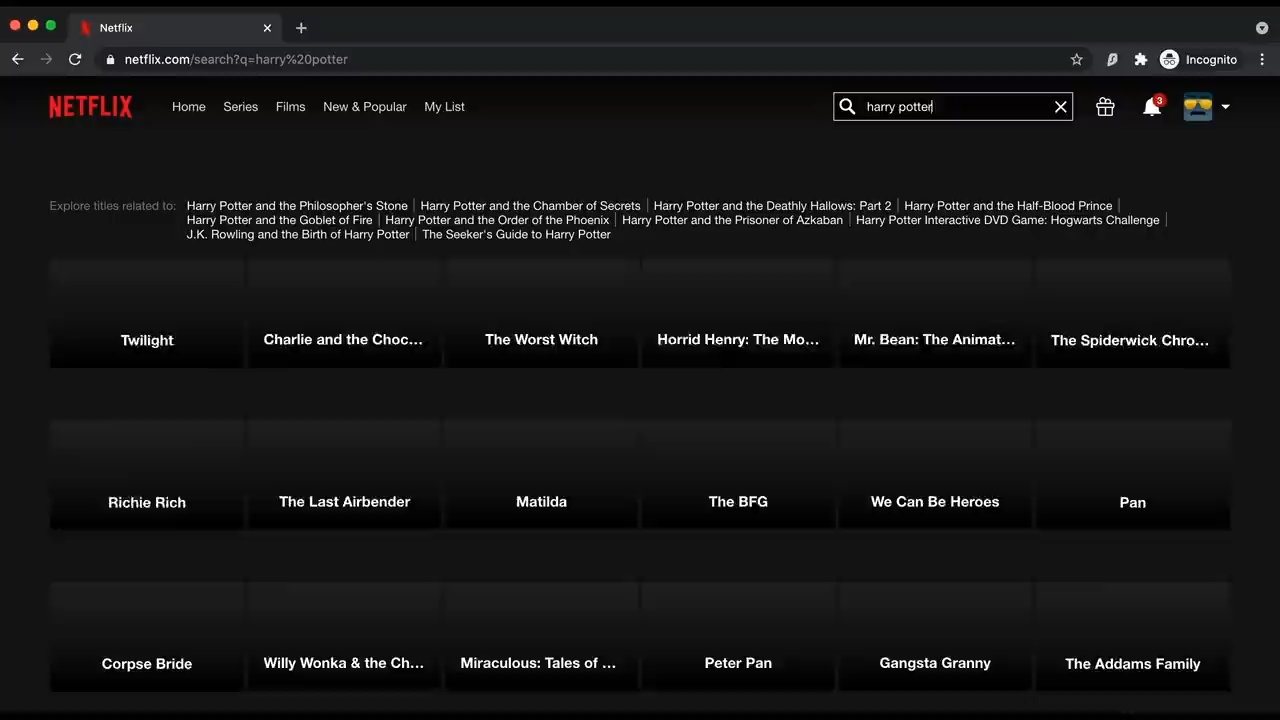 Netflix
netflix.com/search?q=harry%20potter
Incognito
NETFLIX
Home
Series
Films
New & Popular
My List
harry potter
3
Explore titles related to:
Harry Potter and the Philosopher's Stone | Harry Potter and the Chamber of Secrets | Harry Potter and the Deathly Hallows: Part 2 | Harry Potter and the Half-Blood Prince |
Harry Potter and the Goblet of Fire | Harry Potter and the Order of the Phoenix | Harry Potter and the Prisoner of Azkaban | Harry Potter Interactive DVD Game: Hogwarts Challenge |
J.K. Rowling and the Birth of Harry Potter | The Seeker's Guide to Harry Potter
Twilight
Charlie and the Choc...
The Worst Witch
Horrid Henry: The Mo...
Mr. Bean: The Animat...
The Spiderwick Chro...
Richie Rich
The Last Airbender
Matilda
The BFG
We Can Be Heroes
Pan
Corpse Bride
Willy Wonka & the Ch...
Miraculous: Tales of ...
Peter Pan
Gangsta Granny
The Addams Family